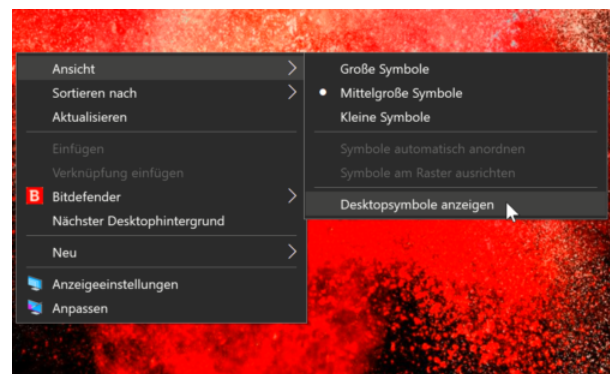 Ansicht
Sortieren nach
Aktualisieren
Einfügen
Verknüpfung einfügen
B Bitdefender
Nächster Desktophintergrund
Neu
Anzeigeeinstellungen
Anpassen
Große Symbole
Mittelgroße Symbole
Kleine Symbole
Symbole automatisch anordnen
Symbole am Raster ausrichten
Desktopsymbole anzeigen